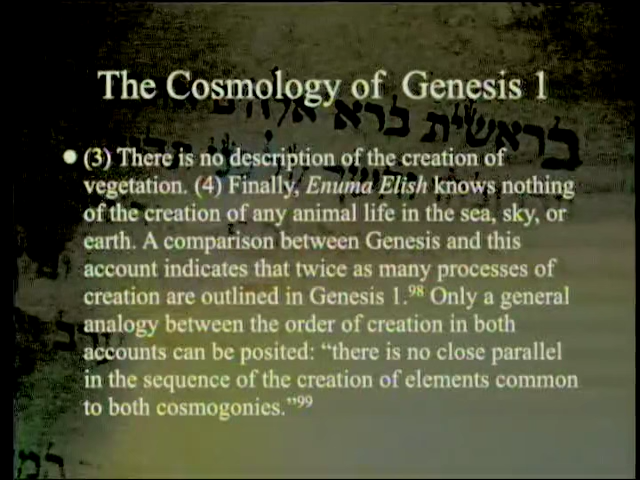 The Cosmology of Genesis 1
בראשית ברא אלהים
• (3) There is no description of the creation of
vegetation. (4) Finally, Enuma Elish knows nothing
of the creation of any animal life in the sea, sky, or
earth. A comparison between Genesis and this
account indicates that twice as many processes of
creation are outlined in Genesis 1.98 Only a general
analogy between the order of creation in both
accounts can be posited: “there is no close parallel
in the sequence of the creation of elements common
to both cosmogonies.”99